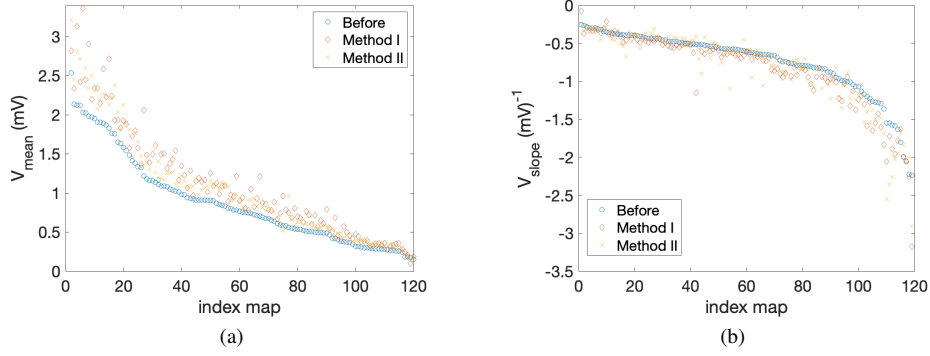 3
2.5
2
1.5
1
0.5
0
V_mean (mV)
0 20 40 60 80 100 120
index map
Before
Method I
Method II
(a)
0
-0.5
-1
-1.5
-2
-2.5
-3
-3.5
V_slope (mV)^-1
0 20 40 60 80 100 120
index map
Before
Method I
Method II
(b)